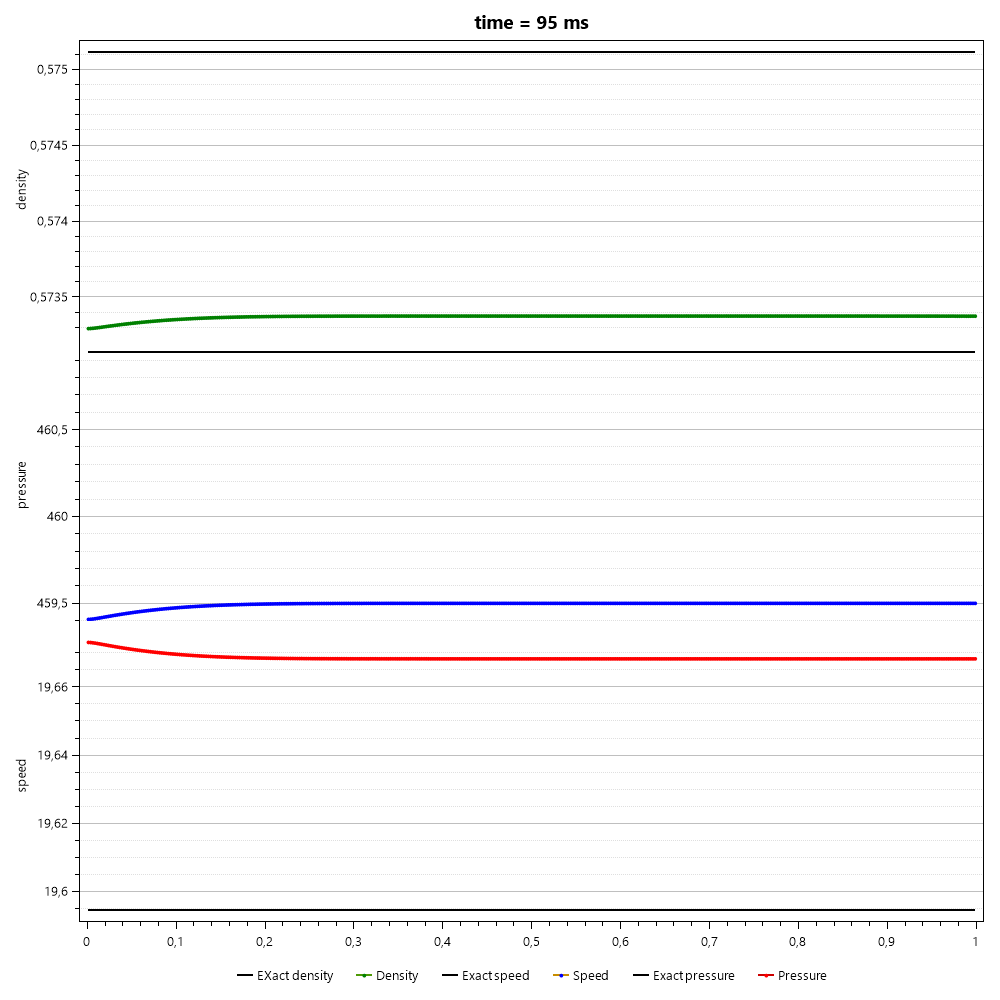 time = 95 ms
density
0,575
0,5745
0,574
0,5735
pressure
460,5
460
459,5
speed
19,66
19,64
19,62
19,6
0 0,1 0,2 0,3 0,4 0,5 0,6 0,7 0,8 0,9 1
EXact density Density Exact speed Speed Exact pressure Pressure